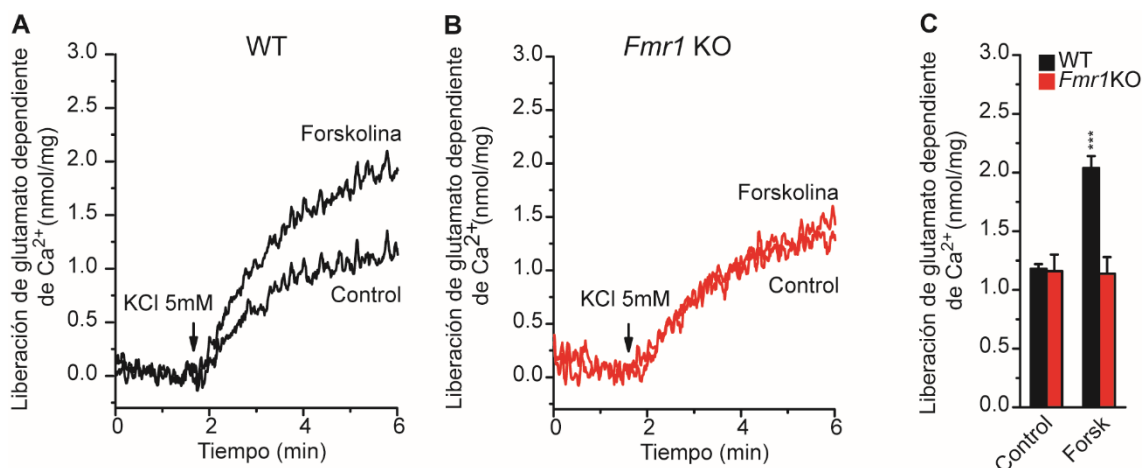 A
WT
Liberación de glutamato dependiente
de Ca2+ (nmol/mg)
3.0
2.5
2.0
1.5
1.0
0.5
0.0
Forskolina
Control
KCl 5mM
0 2 4 6
Tiempo (min)
B
Fmr1 KO
Liberación de glutamato dependiente
de Ca2+ (nmol/mg)
3.0
2.5
2.0
1.5
1.0
0.5
0.0
Forskolina
Control
KCl 5mM
0 2 4 6
Tiempo (min)
C
Liberación de glutamato dependiente
de Ca2+ (nmol/mg)
3.0
2.5
2.0
1.5
1.0
0.5
0.0
WT
Fmr1KO
***
Control
Forsk